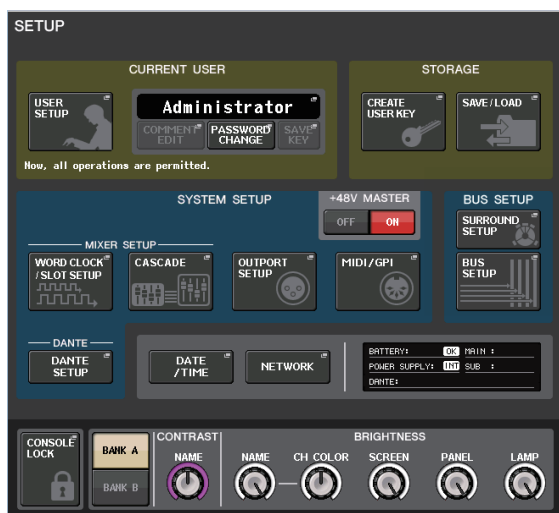 SETUP
CURRENT USER
STORAGE
USER SETUP
Administrator
COMMENT EDIT
PASSWORD CHANGE
SAVE KEY
CREATE USER KEY
SAVE/LOAD
Now, all operations are permitted.
SYSTEM SETUP
+48V MASTER
OFF
ON
BUS SETUP
SURROUND SETUP
MIXER SETUP
WORD CLOCK /SLOT SETUP
CASCADE
OUTPORT SETUP
MIDI/GPI
BUS SETUP
DANTE
DANTE SETUP
DATE /TIME
NETWORK
BATTERY: OK MAIN :
POWER SUPPLY: INT SUB :
DANTE:
CONSOLE LOCK
BANK A
BANK B
CONTRAST
NAME
BRIGHTNESS
NAME
CH COLOR
SCREEN
PANEL
LAMP